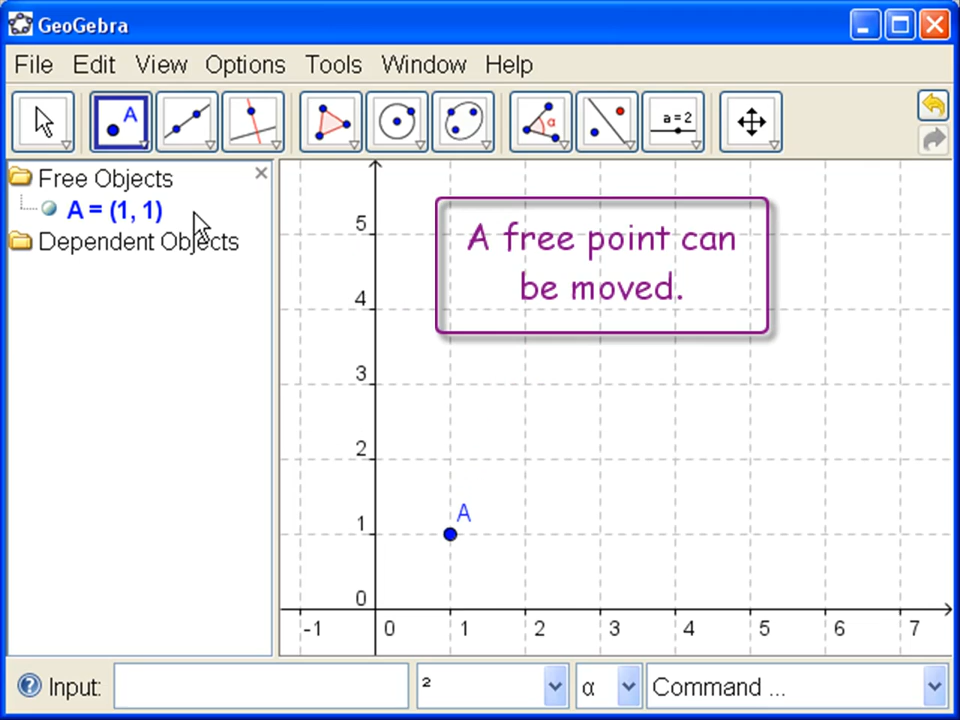 GeoGebra
File Edit View Options Tools Window Help
A
α
a = 2
Free Objects
A = (1, 1)
Dependent Objects
A free point can
be moved.
5
4
3
2
1
0
A
-1 0 1 2 3 4 5 6 7
Input: ² α Command ...